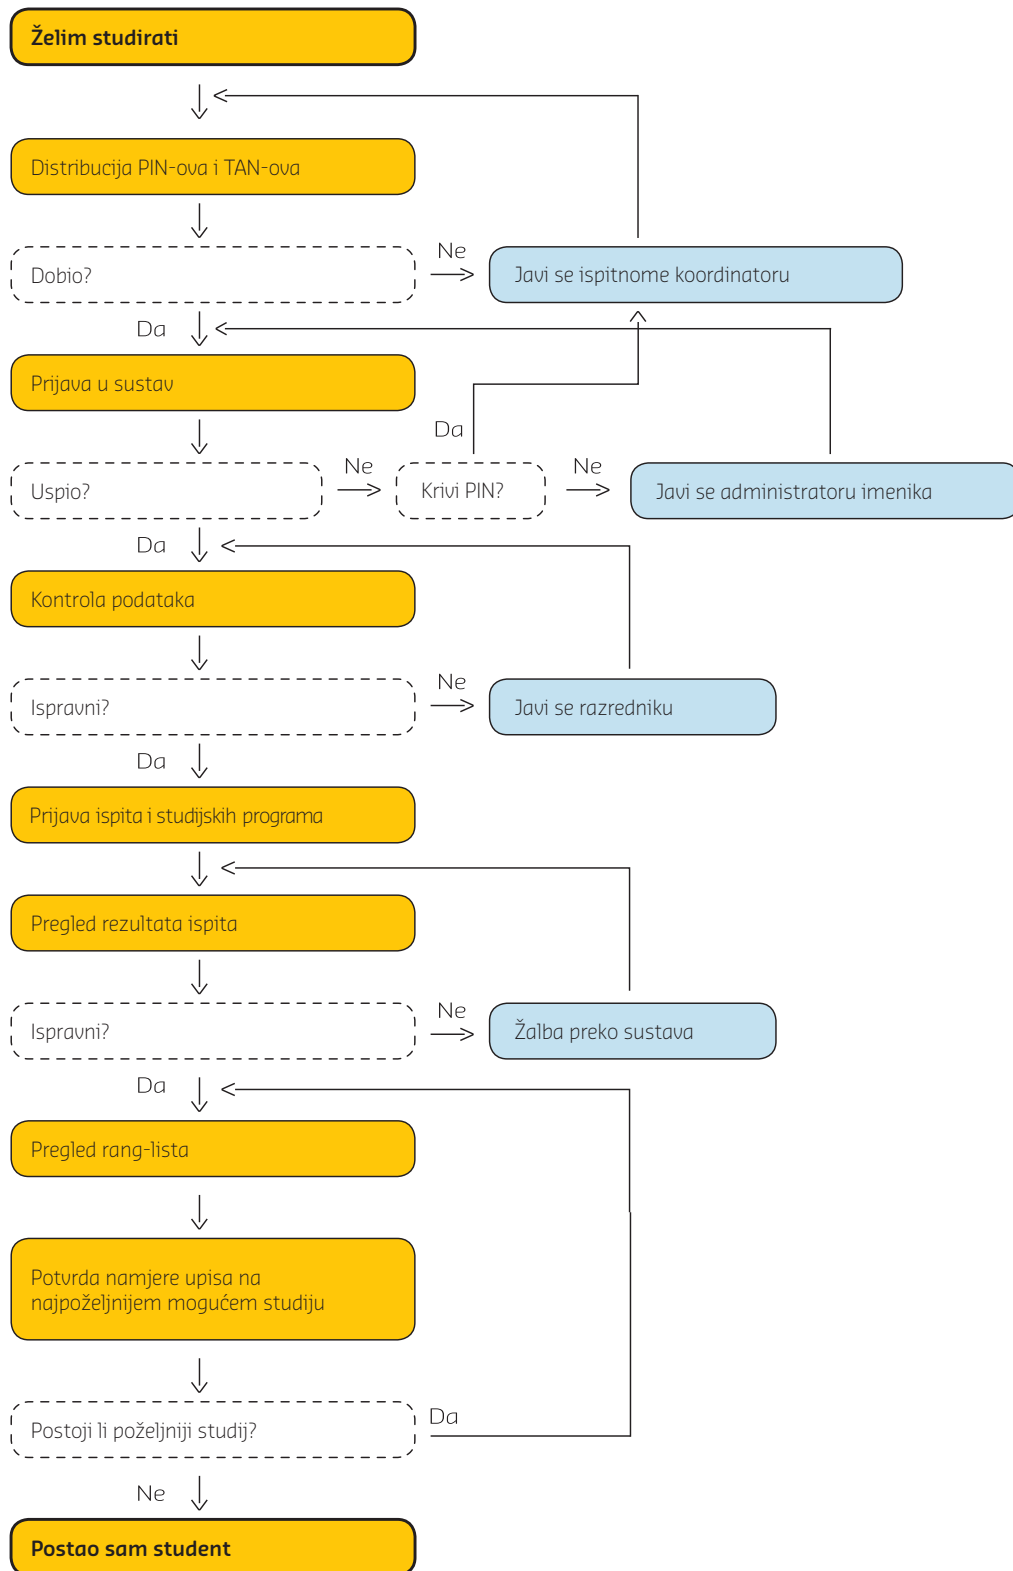 Želim studirati
Distribucija PIN-ova i TAN-ova
Dobio?
Ne
Javi se ispitnome koordinatoru
Da
Prijava u sustav
Da
Uspio?
Ne
Krivi PIN?
Ne
Javi se administratoru imenika
Da
Kontrola podataka
Ispravni?
Ne
Javi se razredniku
Da
Prijava ispita i studijskih programa
Pregled rezultata ispita
Ispravni?
Ne
Žalba preko sustava
Da
Pregled rang-lista
Potvrda namjere upisa na
najpoželjnijem mogućem studiju
Postoji li poželjniji studij?
Da
Ne
Postao sam student